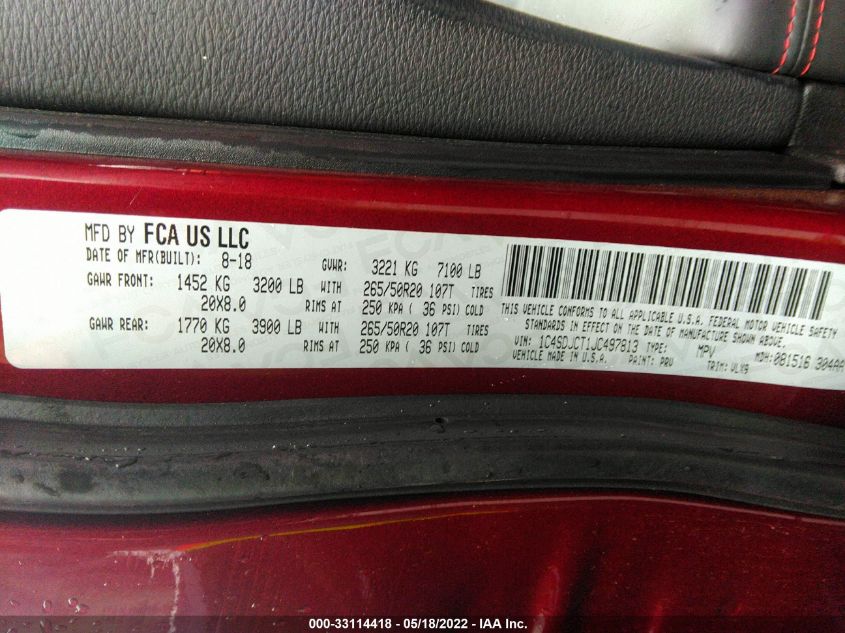 MFD BY FCA US LLC
DATE OF MFR(BUILT): 8-18 GVWR: 3221 KG 7100 LB
GAWR FRONT: 1452 KG 3200 LB WITH 265/50R20 107T TIRES
20X8.0 RIMS AT 250 KPA ( 36 PSI) COLD
GAWR REAR: 1770 KG 3900 LB WITH 265/50R20 107T TIRES
20X8.0 RIMS AT 250 KPA ( 36 PSI) COLD
THIS VEHICLE CONFORMS TO ALL APPLICABLE U.S.A. FEDERAL MOTOR VEHICLE SAFETY
STANDARDS IN EFFECT ON THE DATE OF MANUFACTURE SHOWN ABOVE.
VIN: 1C4SDJCT1JC497813 TYPE: MPV MDH: 081516 304AA
VEHICLE MADE IN U.S.A. PAINT: PRV TRIM: VLX9
000-33114418 - 05/18/2022 - IAA Inc.